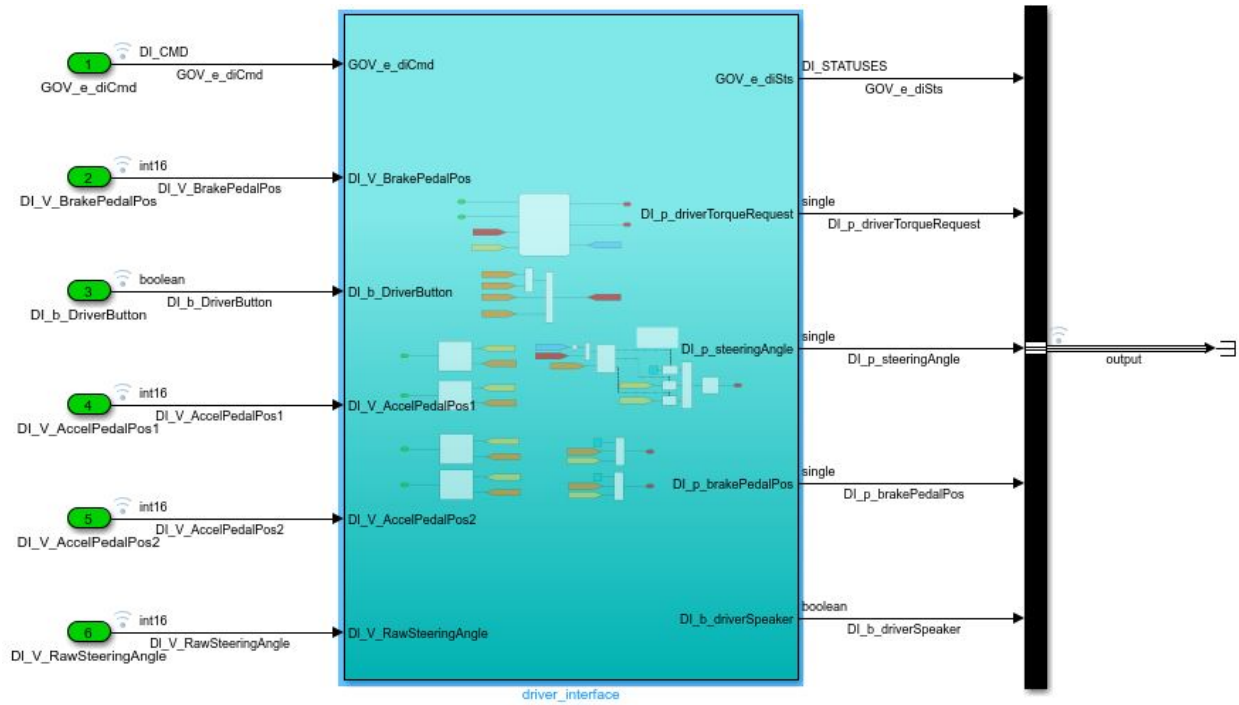 1
DI_CMD
GOV_e_diCmd
GOV_e_diCmd
2
int16
DI_V_BrakePedalPos
DI_V_BrakePedalPos
3
boolean
DI_b_DriverButton
DI_b_DriverButton
4
int16
DI_V_AccelPedalPos1
DI_V_AccelPedalPos1
5
int16
DI_V_AccelPedalPos2
DI_V_AccelPedalPos2
6
int16
DI_V_RawSteeringAngle
DI_V_RawSteeringAngle
GOV_e_diCmd
DI_V_BrakePedalPos
DI_b_DriverButton
DI_V_AccelPedalPos1
DI_V_AccelPedalPos2
DI_V_RawSteeringAngle
GOV_e_diSts
DI_p_driverTorqueRequest
DI_p_steeringAngle
DI_p_brakePedalPos
DI_b_driverSpeaker
driver_interface
DI_STATUSES
GOV_e_diSts
single
DI_p_driverTorqueRequest
single
DI_p_steeringAngle
single
DI_p_brakePedalPos
boolean
DI_b_driverSpeaker
output